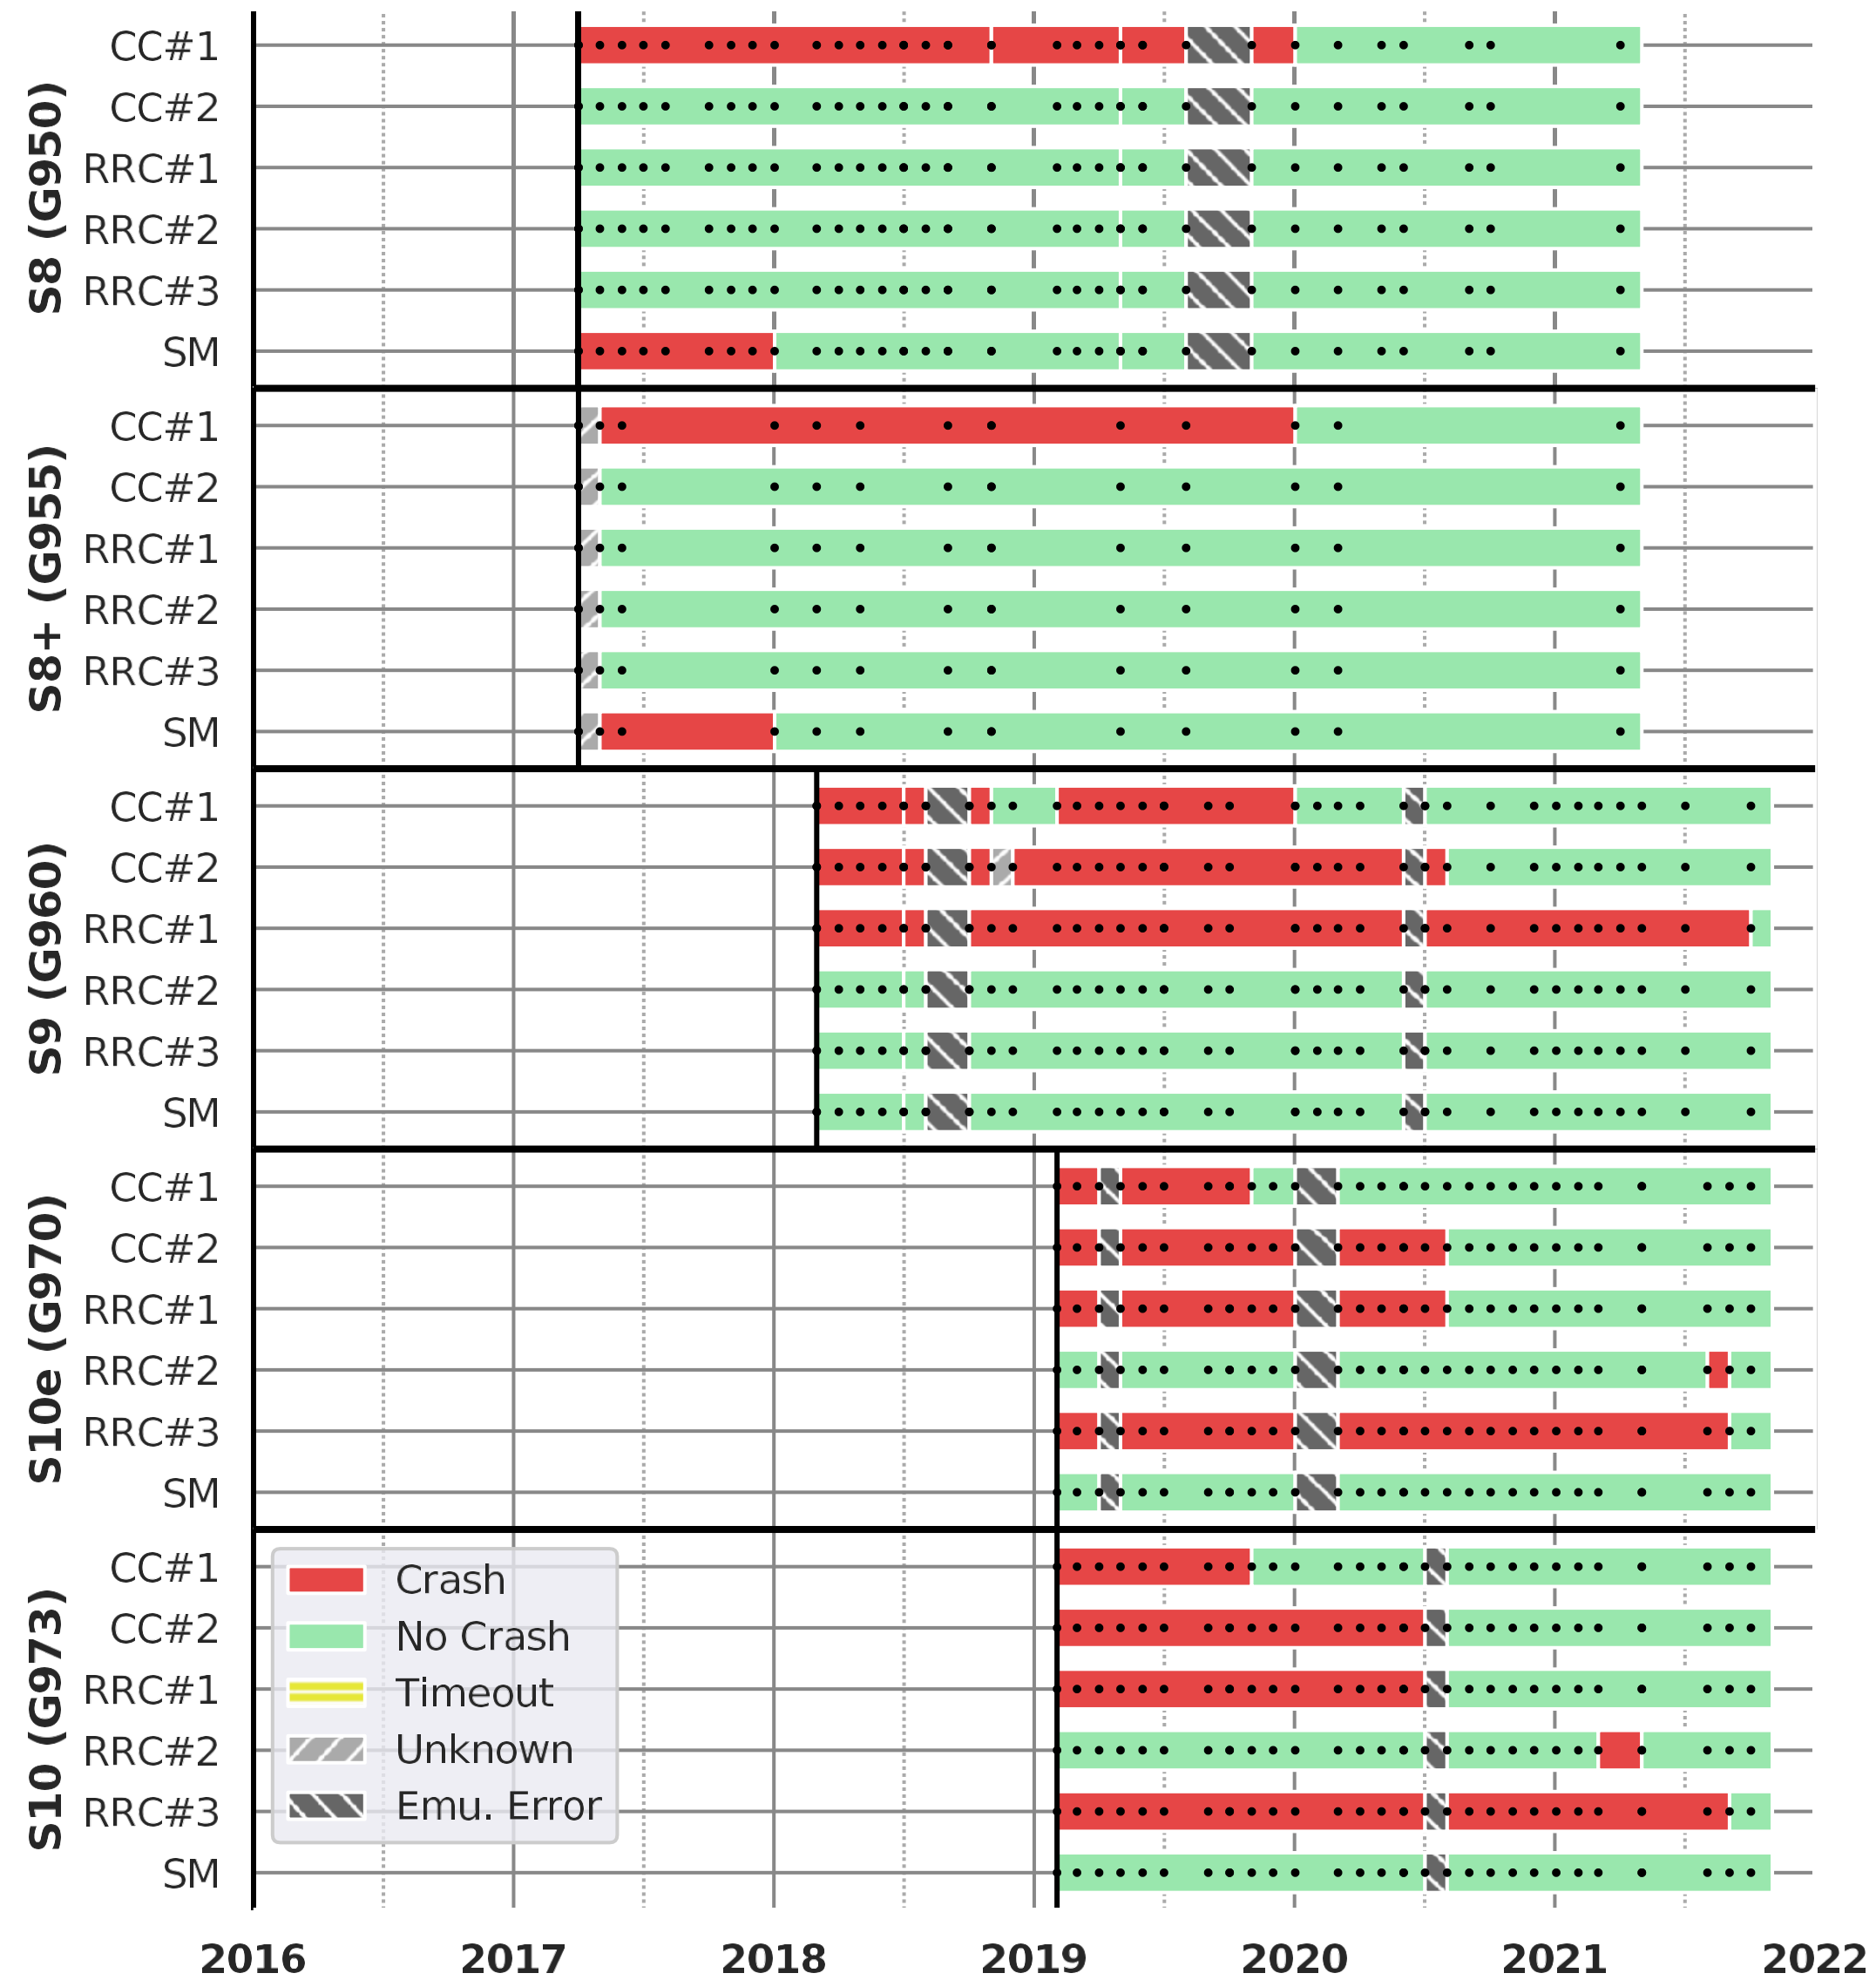 S8 (G950)
CC#1
CC#2
RRC#1
RRC#2
RRC#3
SM
S8+ (G955)
CC#1
CC#2
RRC#1
RRC#2
RRC#3
SM
S9 (G960)
CC#1
CC#2
RRC#1
RRC#2
RRC#3
SM
S10e (G970)
CC#1
CC#2
RRC#1
RRC#2
RRC#3
SM
S10 (G973)
CC#1
CC#2
RRC#1
RRC#2
RRC#3
SM
Crash
No Crash
Timeout
Unknown
Emu. Error
2016 2017 2018 2019 2020 2021 2022